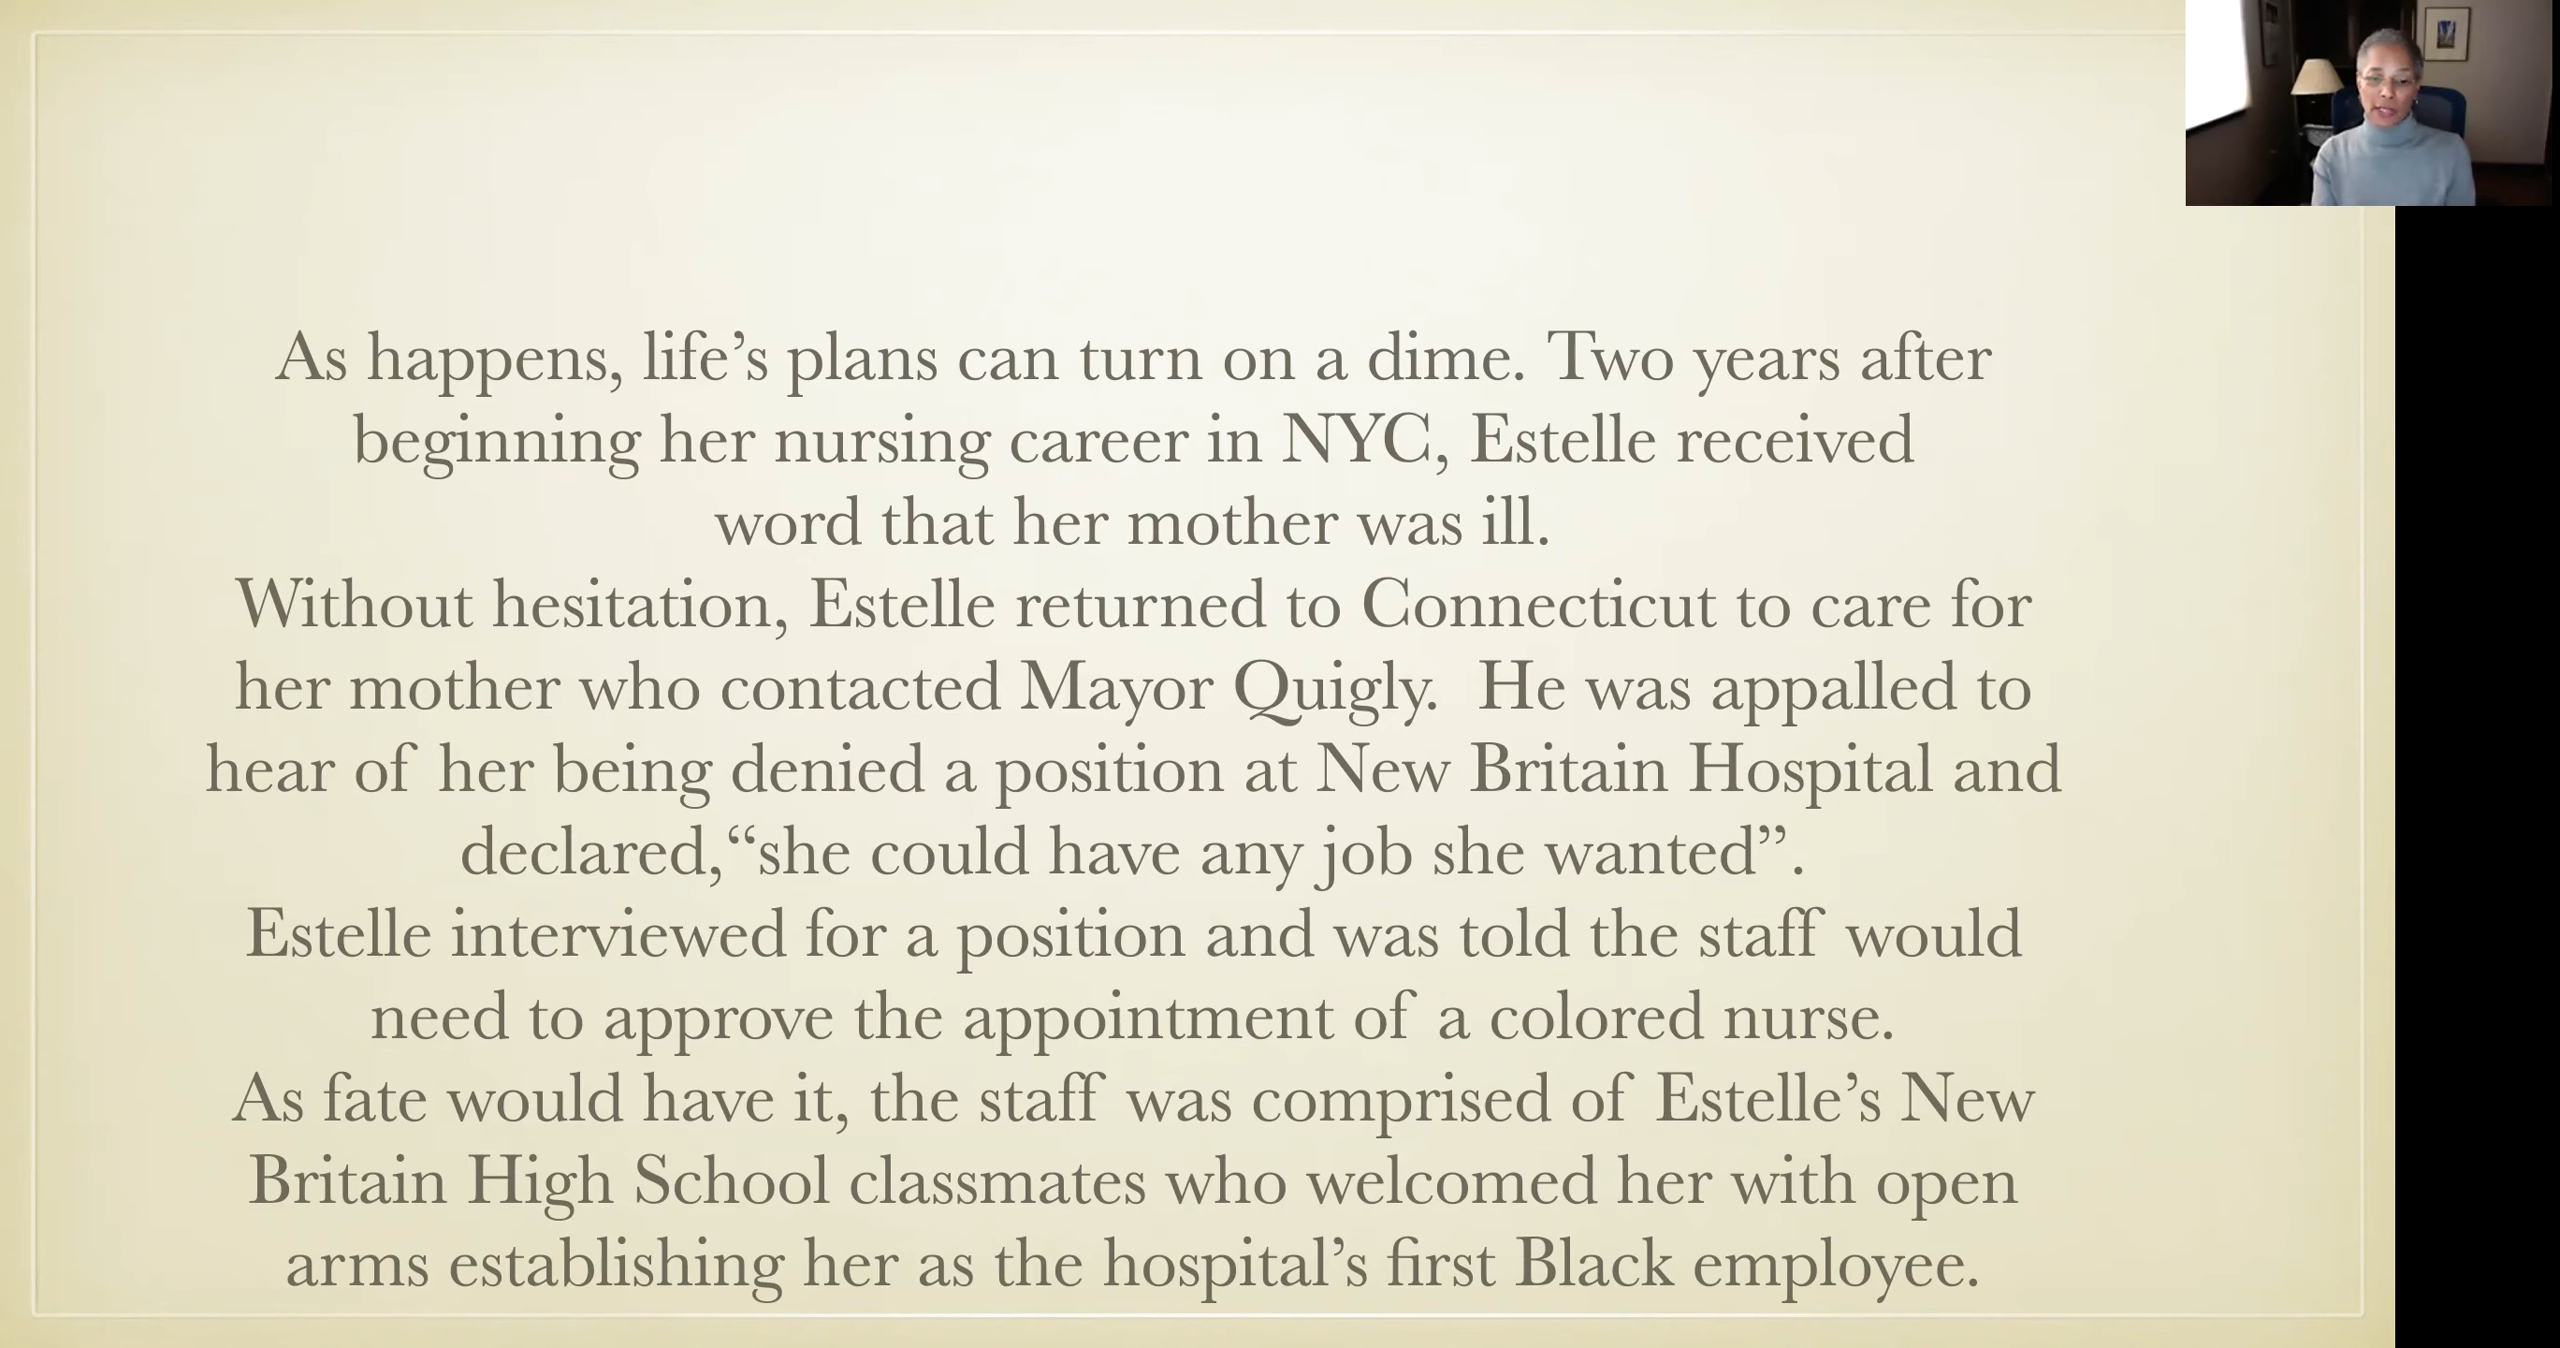 As happens, life’s plans can turn on a dime. Two years after
beginning her nursing career in NYC, Estelle received
word that her mother was ill.
Without hesitation, Estelle returned to Connecticut to care for
her mother who contacted Mayor Quigly.  He was appalled to
hear of her being denied a position at New Britain Hospital and
declared,“she could have any job she wanted”.
Estelle interviewed for a position and was told the staff would
need to approve the appointment of a colored nurse.
As fate would have it, the staff was comprised of Estelle’s New
Britain High School classmates who welcomed her with open
arms establishing her as the hospital’s first Black employee.